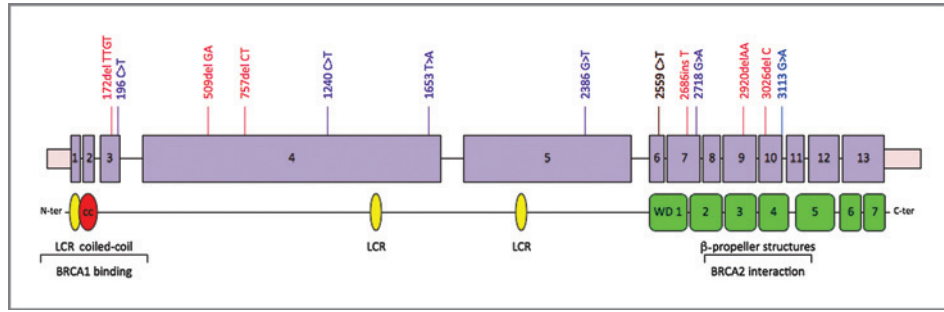 172del TTGT
196 C>T
509del GA
757del CT
1240 C>T
1653 T>A
2386 G>T
2559 C>T
2686ins T
2718 G>A
2920delAA
3026del C
3113 G>A
1 2 3 4 5 6 7 8 9 10 11 12 13
N-ter CC WD 1 2 3 4 5 6 7 C-ter
LCR coiled-coil LCR LCR β-propeller structures
BRCA1 binding BRCA2 interaction